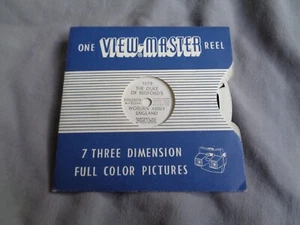 ONE VIEW-MASTER REEL
THE DUKE
OF BEDFORD'S
WOBURN ABBEY
ENGLAND
7 THREE DIMENSION
FULL COLOR PICTURES